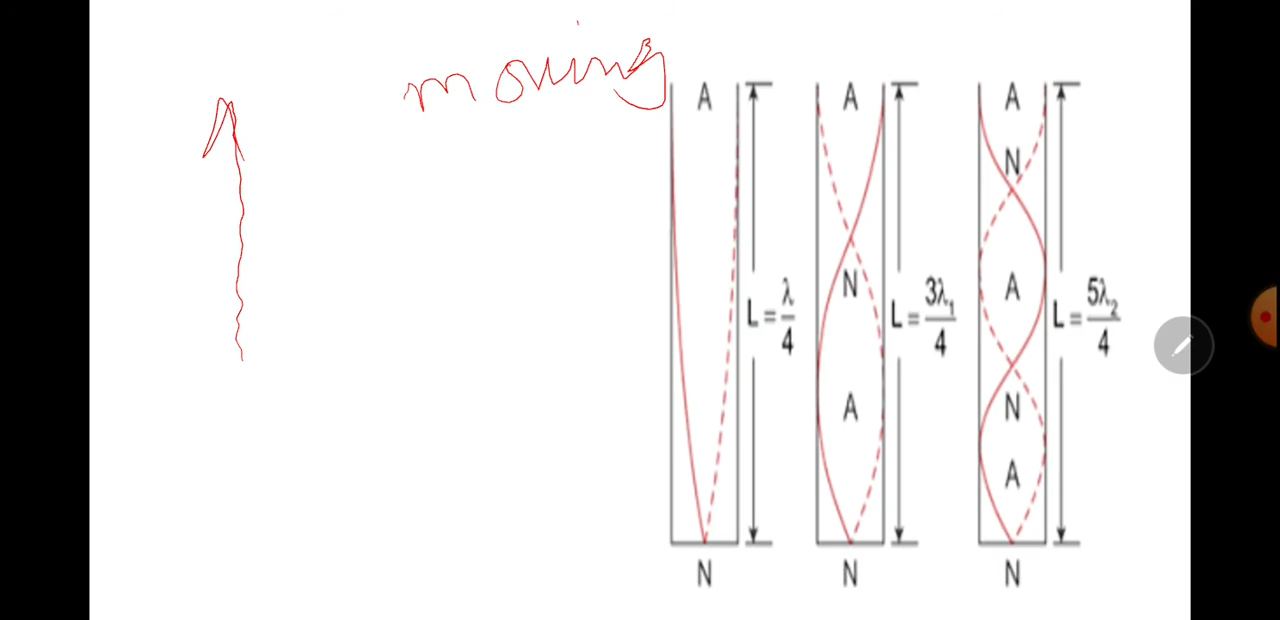 moving
A A A
N
L = λ/4 N L = 3λ₁/4 A L = 5λ₂/4
A N
A
N N N